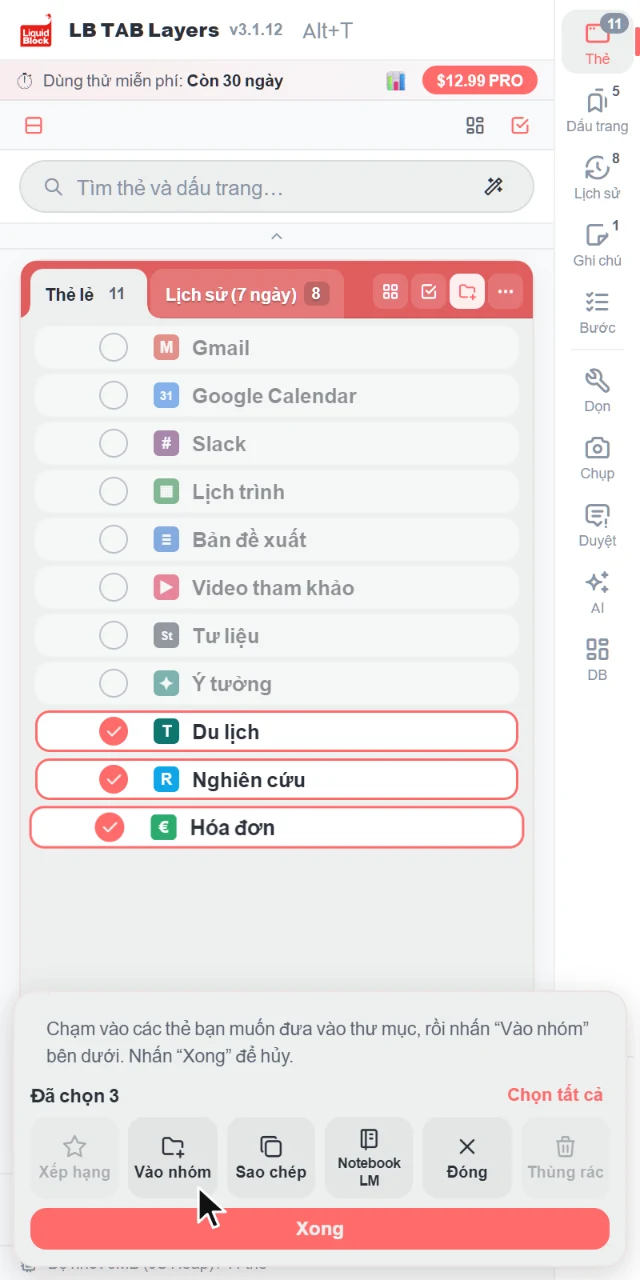 Liquid Block
LB TAB Layers v3.1.12 Alt+T
Dùng thử miễn phí: Còn 30 ngày
$12.99 PRO
Tìm thẻ và dấu trang…
Thẻ lẻ 11
Lịch sử (7 ngày) 8
M Gmail
31 Google Calendar
# Slack
Lịch trình
Bản đề xuất
Video tham khảo
St Tư liệu
Ý tưởng
T Du lịch
R Nghiên cứu
€ Hóa đơn
Chạm vào các thẻ bạn muốn đưa vào thư mục, rồi nhấn “Vào nhóm”
bên dưới. Nhấn “Xong” để hủy.
Đã chọn 3
Chọn tất cả
Xếp hạng
Vào nhóm
Sao chép
Notebook
LM
Đóng
Thùng rác
Xong
11
Thẻ
5
Dấu trang
8
Lịch sử
1
Ghi chú
Bước
Dọn
Chụp
Duyệt
AI
DB